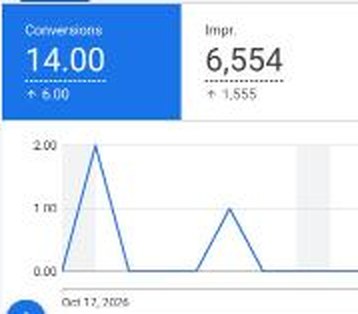 Conversions
14.00
↑ 6.00
Impr.
6,554
↑ 1,555
2.00
1.00
0.00
Oct 17, 2026